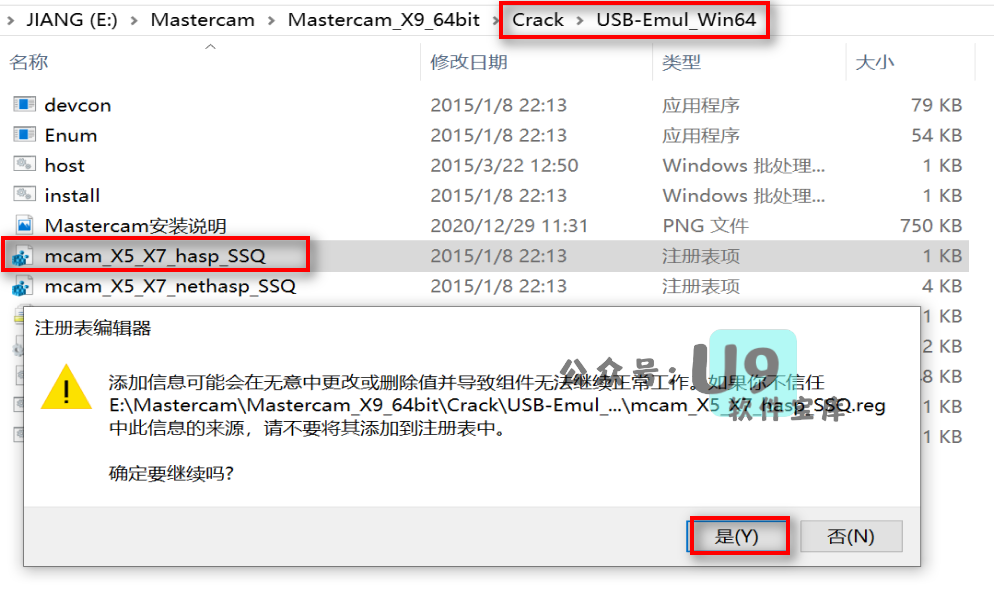 JIANG (E:) > Mastercam > Mastercam_X9_64bit > Crack > USB-Emul_Win64
名称 修改日期 类型 大小
devcon 2015/1/8 22:13 应用程序 79 KB
Enum 2015/1/8 22:13 应用程序 54 KB
host 2015/3/22 12:50 Windows 批处理... 1 KB
install 2015/1/8 22:13 Windows 批处理... 1 KB
Mastercam安装说明 2020/12/29 11:31 PNG 文件 750 KB
mcam_X5_X7_hasp_SSQ 2015/1/8 22:13 注册表项 1 KB
mcam_X5_X7_nethasp_SSQ 2015/1/8 22:13 注册表项 4 KB
1 KB
2 KB
8 KB
1 KB
1 KB
注册表编辑器
添加信息可能会在无意中更改或删除值并导致组件无法继续正常工作。如果你不信任
E:\Mastercam\Mastercam_X9_64bit\Crack\USB-Emul_...\mcam_X5_X7_hasp_SSQ.reg
中此信息的来源，请不要将其添加到注册表中。
确定要继续吗?
是(Y) 否(N)
公众号: U9
软件宝库